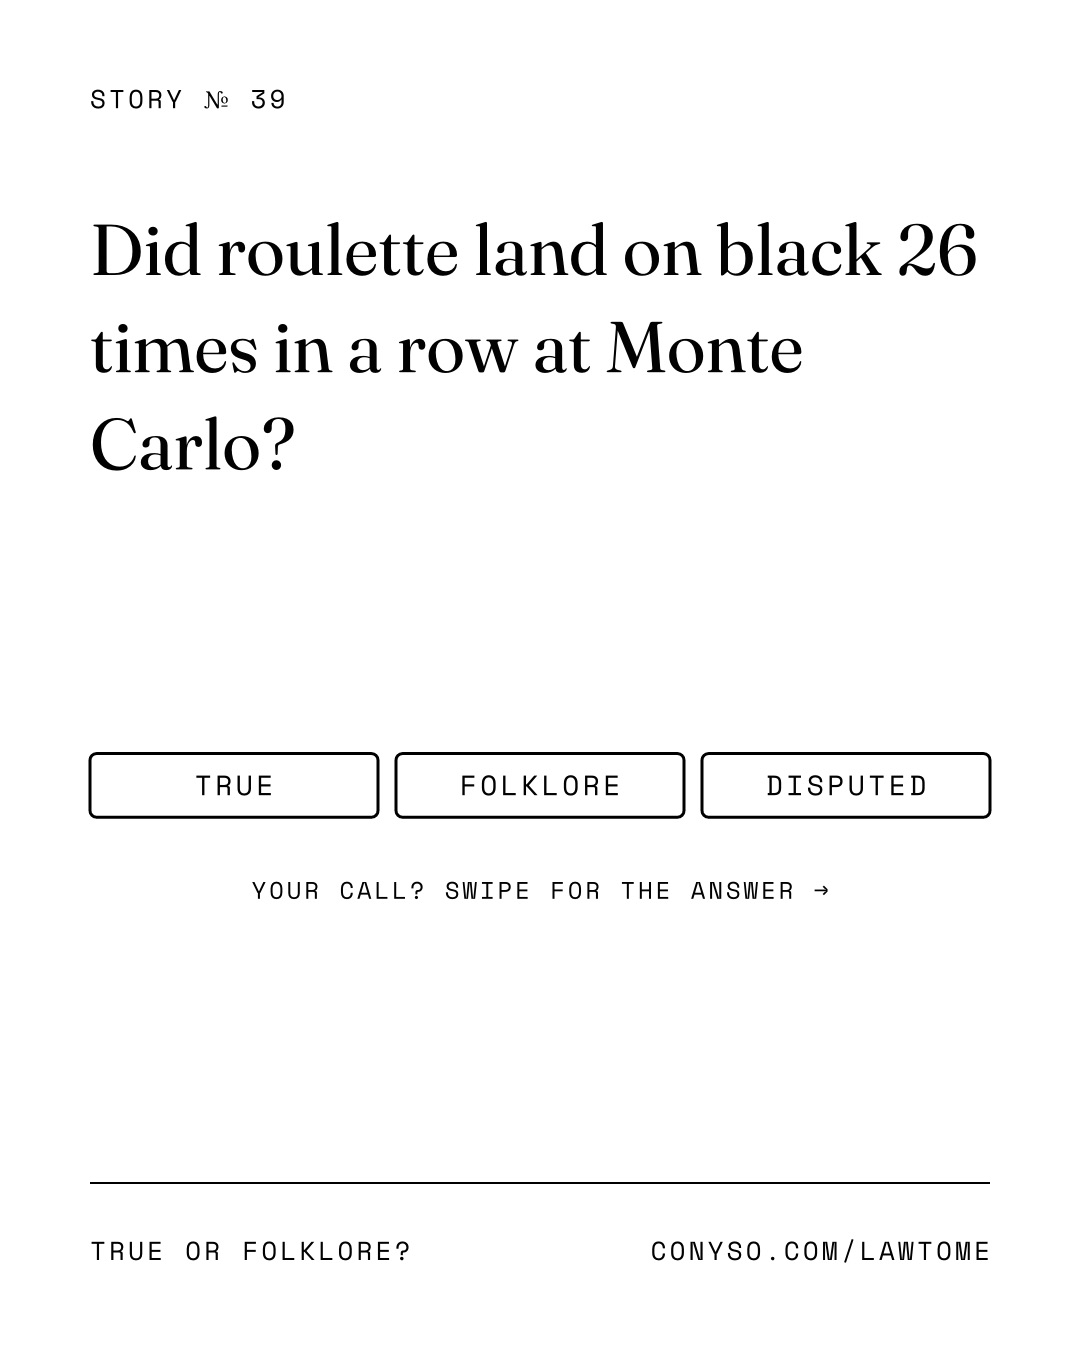 STORY № 39
Did roulette land on black 26
times in a row at Monte
Carlo?
TRUE
FOLKLORE
DISPUTED
YOUR CALL? SWIPE FOR THE ANSWER →
TRUE OR FOLKLORE?
CONYSO.COM/LAWTOME